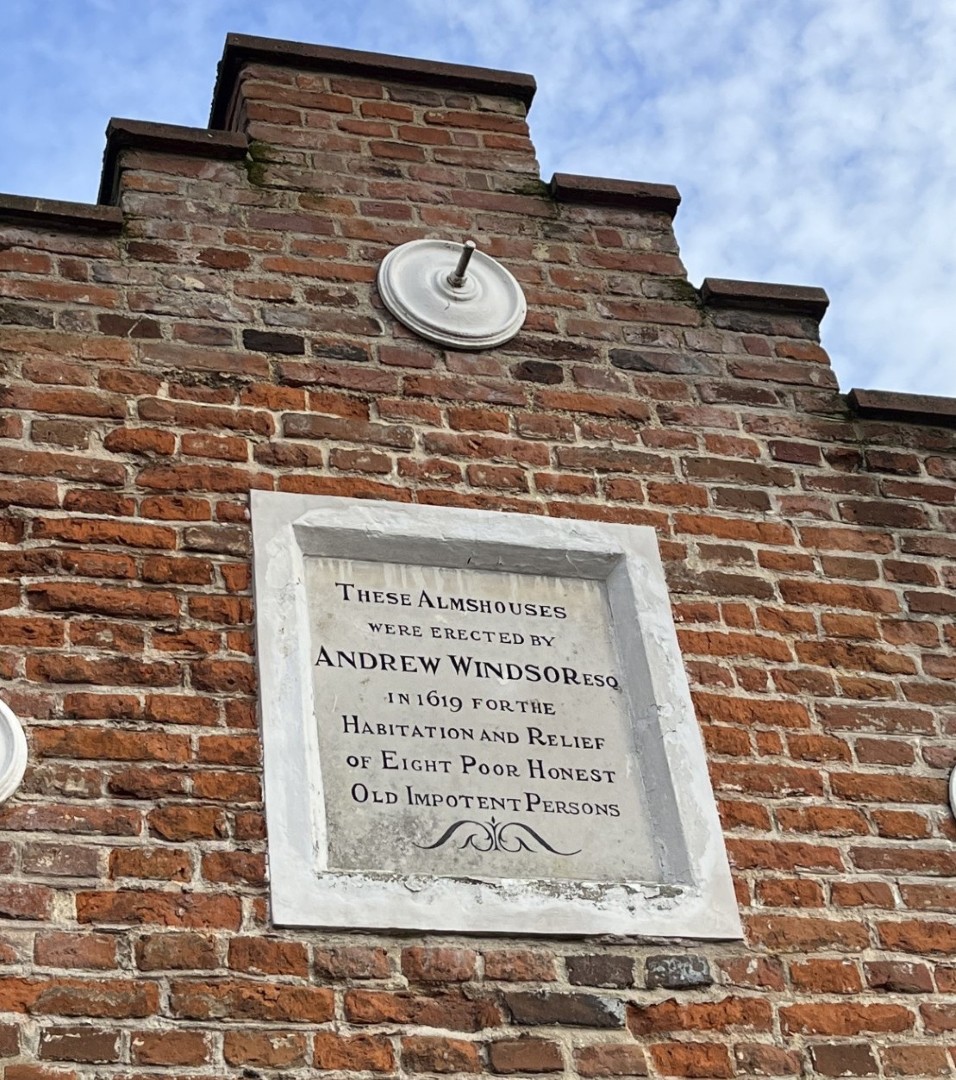 THESE ALMSHOUSES
WERE ERECTED BY
ANDREW WINDSOR ESQ
IN 1619 FOR THE
HABITATION AND RELIEF
OF EIGHT POOR HONEST
OLD IMPOTENT PERSONS